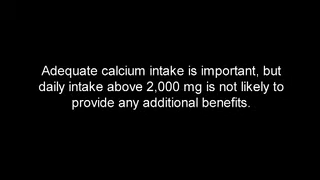 Adequate calcium intake is important, but
daily intake above 2,000 mg is not likely to
provide any additional benefits.